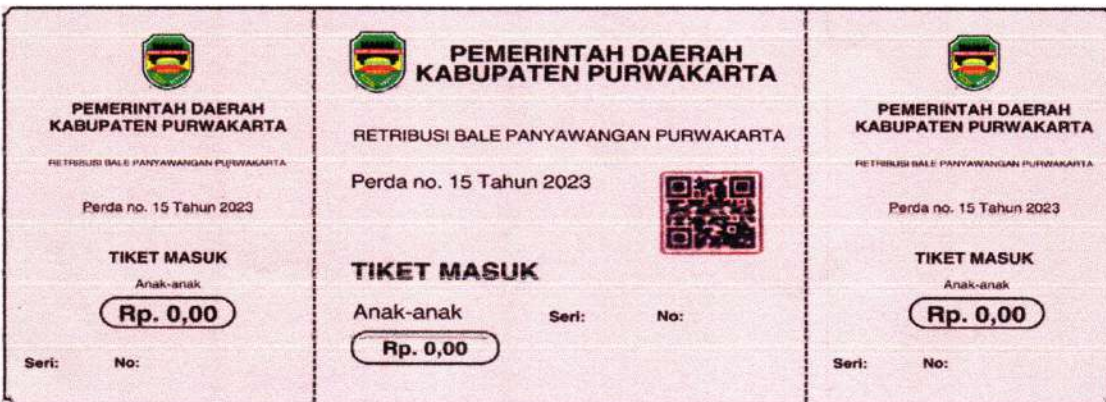 PEMERINTAH DAERAH
KABUPATEN PURWAKARTA
RETRIBUSI BALE PANYAWANGAN PURWAKARTA
Perda no. 15 Tahun 2023
TIKET MASUK
Anak-anak
Rp. 0,00
Seri: No:
PEMERINTAH DAERAH
KABUPATEN PURWAKARTA
RETRIBUSI BALE PANYAWANGAN PURWAKARTA
Perda no. 15 Tahun 2023
TIKET MASUK
Anak-anak Seri: No:
Rp. 0,00
PEMERINTAH DAERAH
KABUPATEN PURWAKARTA
RETRIBUSI BALE PANYAWANGAN PURWAKARTA
Perda no. 15 Tahun 2023
TIKET MASUK
Anak-anak
Rp. 0,00
Seri: No: